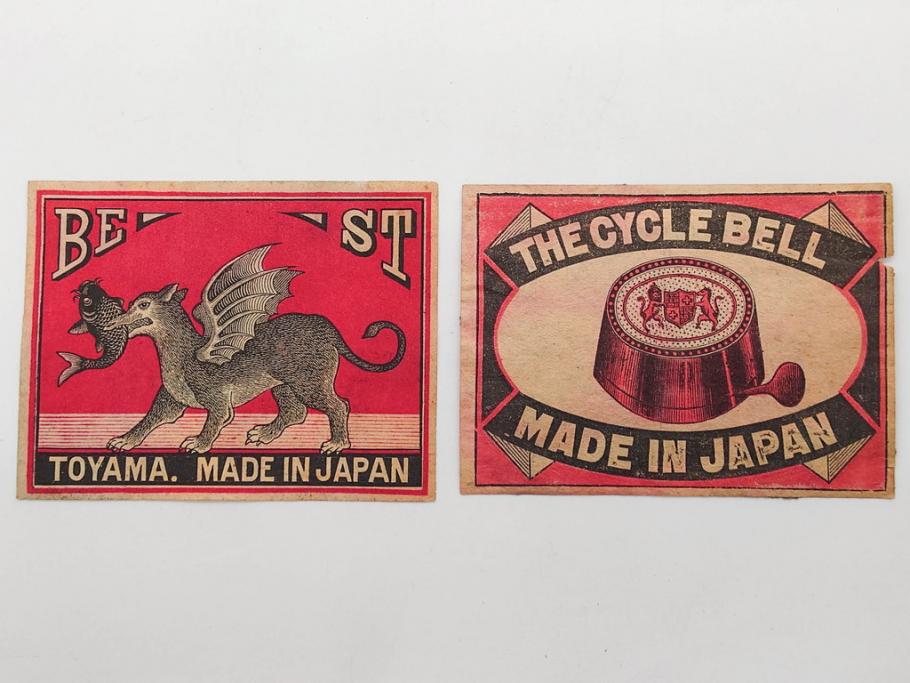 BE ST
TOYAMA. MADE IN JAPAN
THE CYCLE BELL
MADE IN JAPAN